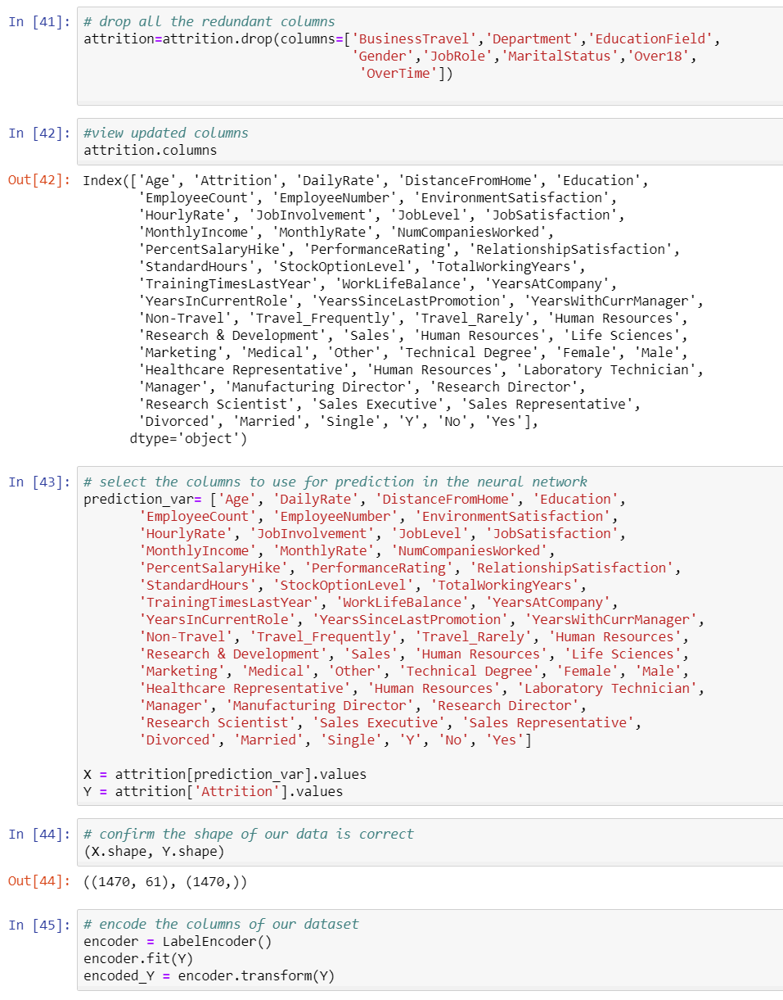 In [41]: # drop all the redundant columns
attrition=attrition.drop(columns=['BusinessTravel','Department','EducationField',
'Gender','JobRole','MaritalStatus','Over18',
'OverTime'])
In [42]: #view updated columns
attrition.columns
Out[42]: Index(['Age', 'Attrition', 'DailyRate', 'DistanceFromHome', 'Education',
'EmployeeCount', 'EmployeeNumber', 'EnvironmentSatisfaction',
'HourlyRate', 'JobInvolvement', 'JobLevel', 'JobSatisfaction',
'MonthlyIncome', 'MonthlyRate', 'NumCompaniesWorked',
'PercentSalaryHike', 'PerformanceRating', 'RelationshipSatisfaction',
'StandardHours', 'StockOptionLevel', 'TotalWorkingYears',
'TrainingTimesLastYear', 'WorkLifeBalance', 'YearsAtCompany',
'YearsInCurrentRole', 'YearsSinceLastPromotion', 'YearsWithCurrManager',
'Non-Travel', 'Travel_Frequently', 'Travel_Rarely', 'Human Resources',
'Research & Development', 'Sales', 'Human Resources', 'Life Sciences',
'Marketing', 'Medical', 'Other', 'Technical Degree', 'Female', 'Male',
'Healthcare Representative', 'Human Resources', 'Laboratory Technician',
'Manager', 'Manufacturing Director', 'Research Director',
'Research Scientist', 'Sales Executive', 'Sales Representative',
'Divorced', 'Married', 'Single', 'Y', 'No', 'Yes'],
dtype='object')
In [43]: # select the columns to use for prediction in the neural network
prediction_var= ['Age', 'DailyRate', 'DistanceFromHome', 'Education',
'EmployeeCount', 'EmployeeNumber', 'EnvironmentSatisfaction',
'HourlyRate', 'JobInvolvement', 'JobLevel', 'JobSatisfaction',
'MonthlyIncome', 'MonthlyRate', 'NumCompaniesWorked',
'PercentSalaryHike', 'PerformanceRating', 'RelationshipSatisfaction',
'StandardHours', 'StockOptionLevel', 'TotalWorkingYears',
'TrainingTimesLastYear', 'WorkLifeBalance', 'YearsAtCompany',
'YearsInCurrentRole', 'YearsSinceLastPromotion', 'YearsWithCurrManager',
'Non-Travel', 'Travel_Frequently', 'Travel_Rarely', 'Human Resources',
'Research & Development', 'Sales', 'Human Resources', 'Life Sciences',
'Marketing', 'Medical', 'Other', 'Technical Degree', 'Female', 'Male',
'Healthcare Representative', 'Human Resources', 'Laboratory Technician',
'Manager', 'Manufacturing Director', 'Research Director',
'Research Scientist', 'Sales Executive', 'Sales Representative',
'Divorced', 'Married', 'Single', 'Y', 'No', 'Yes']
X = attrition[prediction_var].values
Y = attrition['Attrition'].values
In [44]: # confirm the shape of our data is correct
(X.shape, Y.shape)
Out[44]: ((1470, 61), (1470,))
In [45]: # encode the columns of our dataset
encoder = LabelEncoder()
encoder.fit(Y)
encoded_Y = encoder.transform(Y)